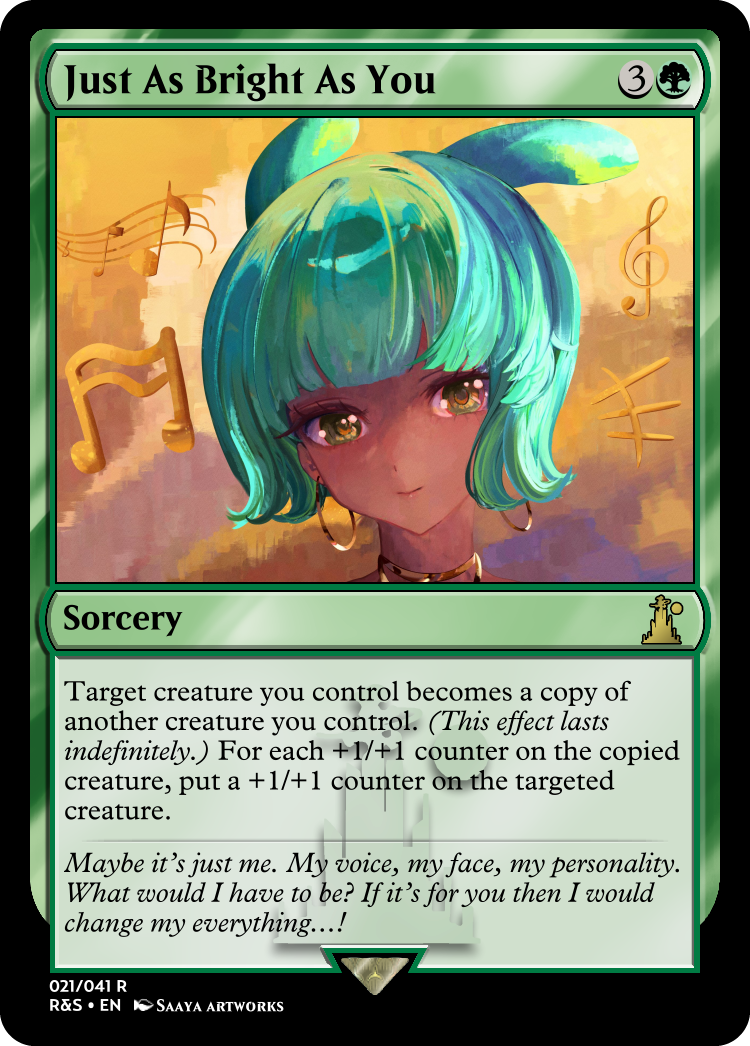 Just As Bright As You 3
Sorcery
Target creature you control becomes a copy of
another creature you control. (This effect lasts
indefinitely.) For each +1/+1 counter on the copied
creature, put a +1/+1 counter on the targeted
creature.
Maybe it's just me. My voice, my face, my personality.
What would I have to be? If it's for you then I would
change my everything...!
021/041 R
R&S • EN SAAYA ARTWORKS